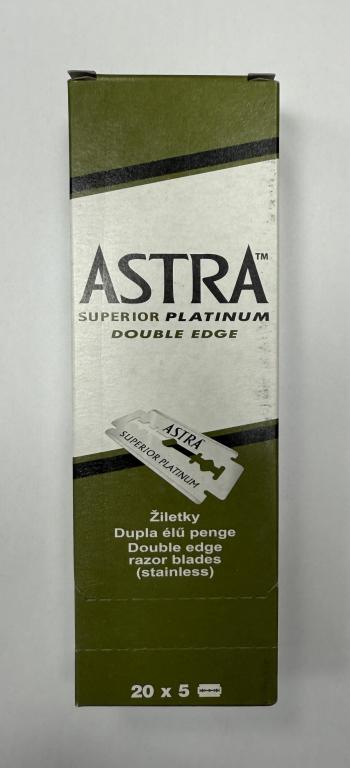 ASTRA™
SUPERIOR PLATINUM
DOUBLE EDGE
ASTRA
SUPERIOR PLATINUM
Žiletky
Dupla élű penge
Double edge
razor blades
(stainless)
20 x 5